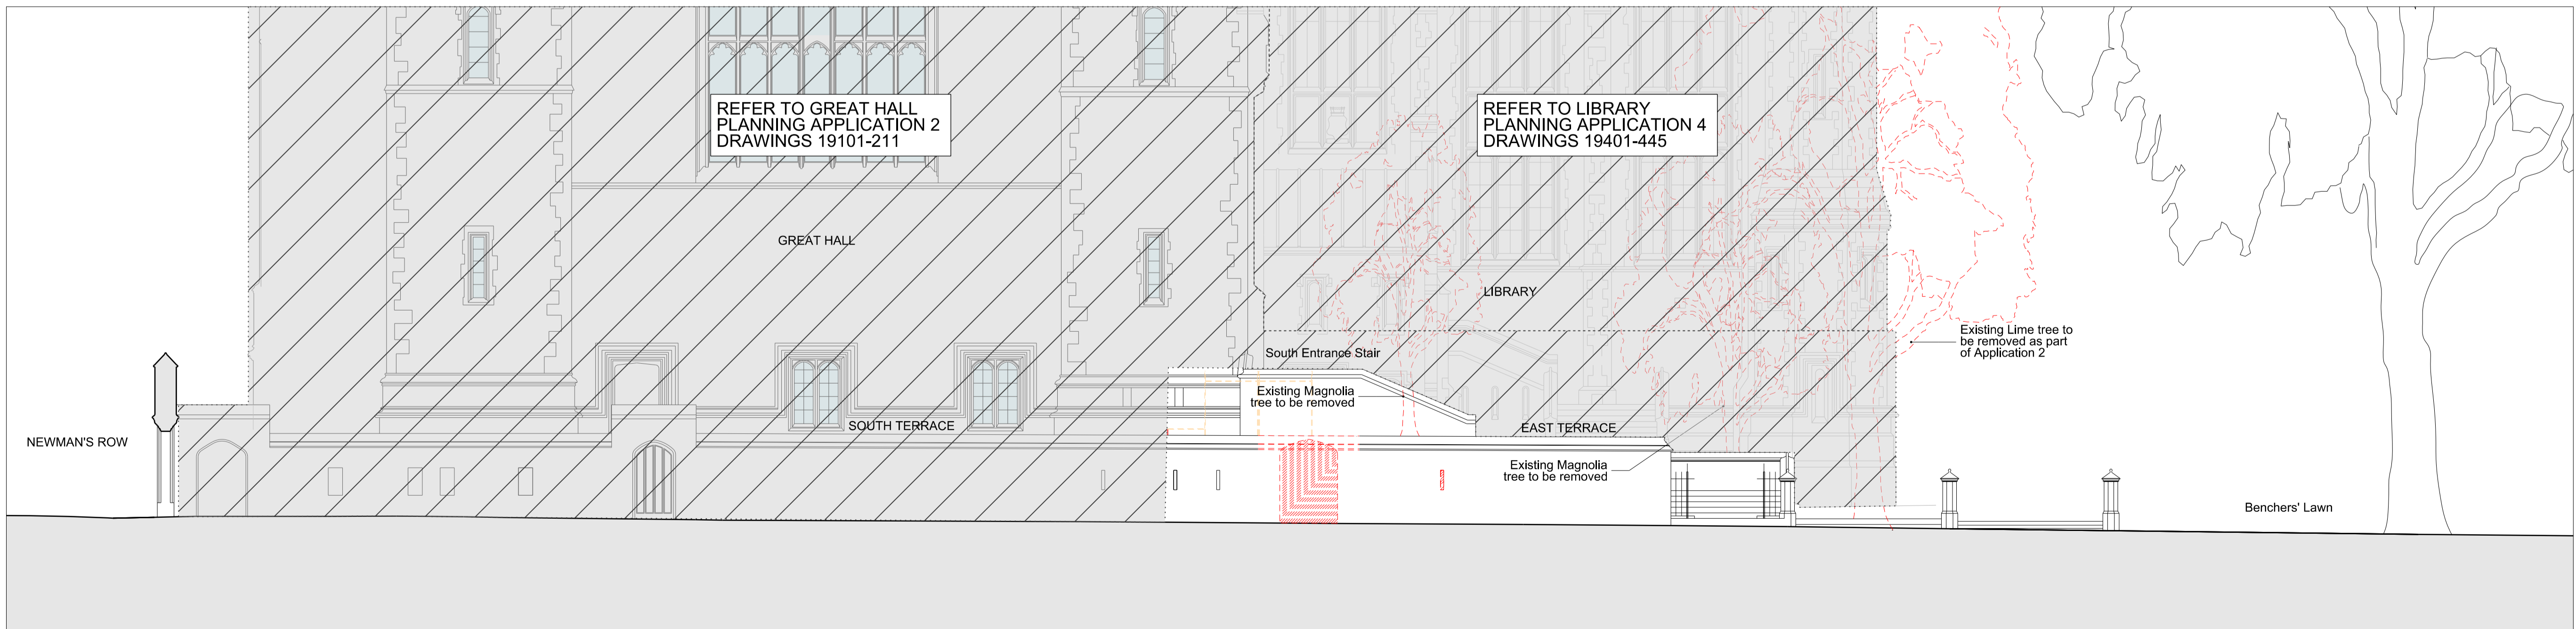 REFER TO GREAT HALL
PLANNING APPLICATION 2
DRAWINGS 19101-211
REFER TO LIBRARY
PLANNING APPLICATION 4
DRAWINGS 19401-445
GREAT HALL
LIBRARY
Existing Lime tree to
be removed as part
of Application 2
South Entrance Stair
Existing Magnolia
tree to be removed
SOUTH TERRACE
EAST TERRACE
NEWMAN'S ROW
Existing Magnolia
tree to be removed
Benchers' Lawn